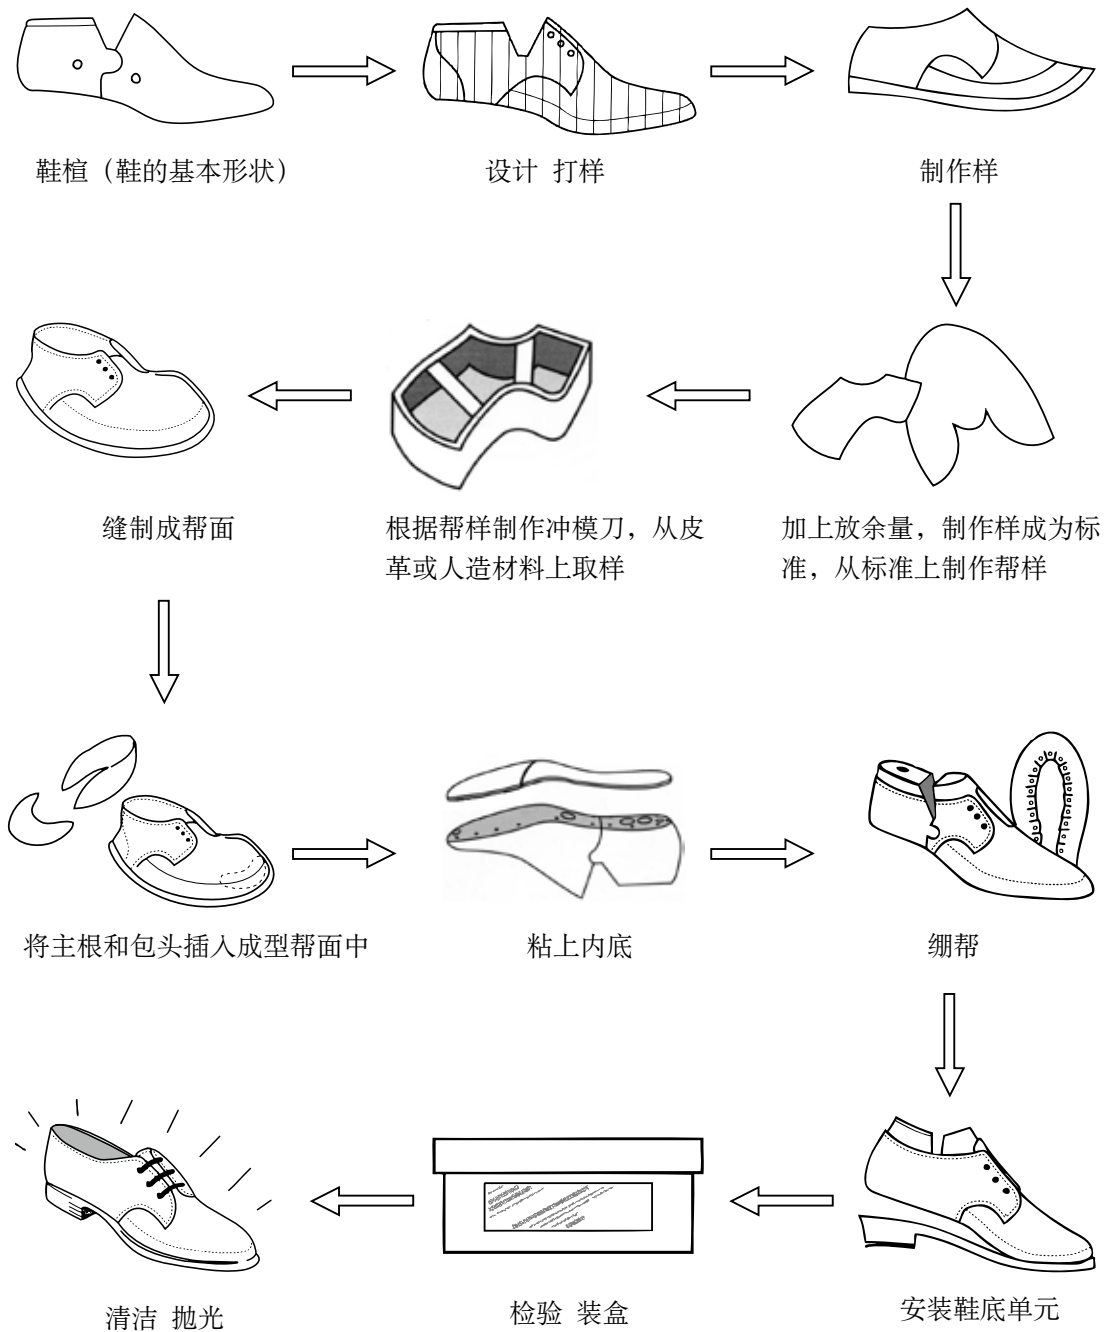 鞋楦（鞋的基本形状）
设计 打样
制作样
加上放余量，制作样成为标
准，从标准上制作帮样
根据帮样制作冲模刀，从皮
革或人造材料上取样
缝制成帮面
将主根和包头插入成型帮面中
粘上内底
绷帮
安装鞋底单元
检验 装盒
清洁 抛光